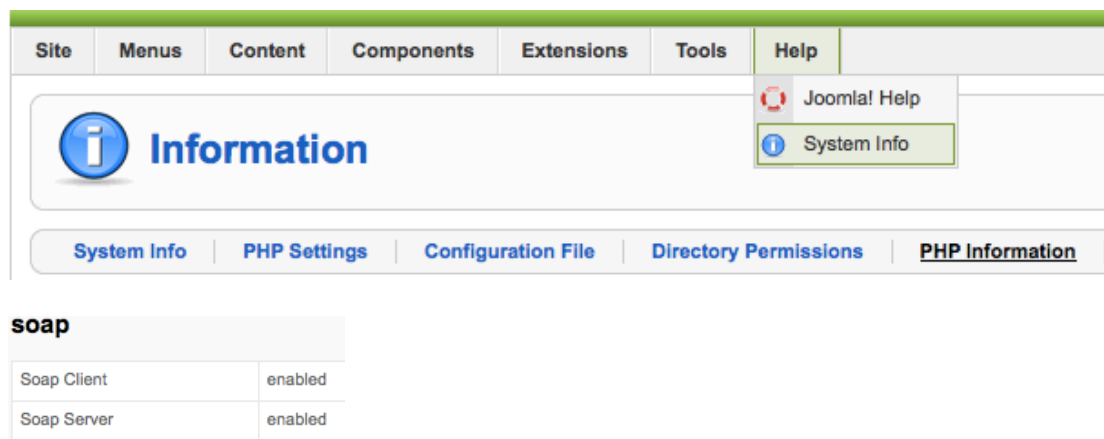 Site Menus Content Components Extensions Tools Help
Joomla! Help
Information
System Info
System Info PHP Settings Configuration File Directory Permissions PHP Information
soap
Soap Client enabled
Soap Server enabled